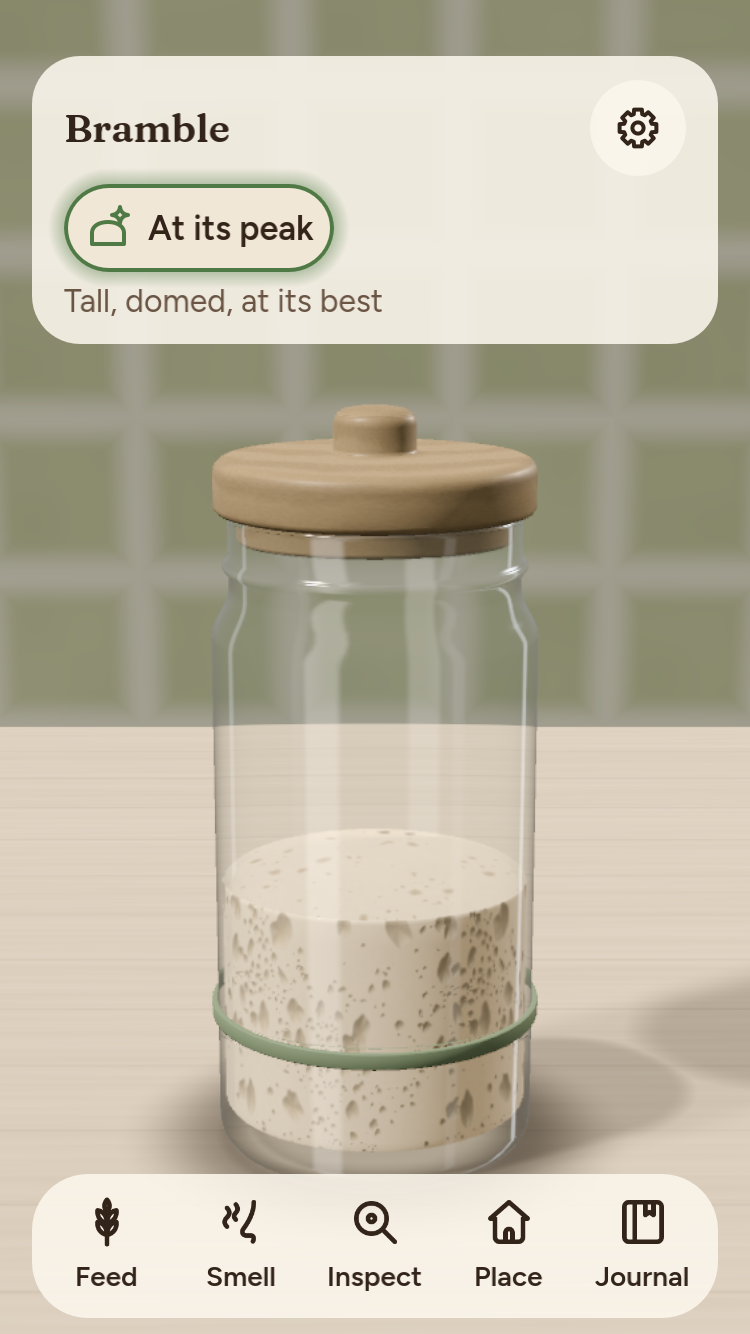 Bramble
At its peak
Tall, domed, at its best
Feed
Smell
Inspect
Place
Journal